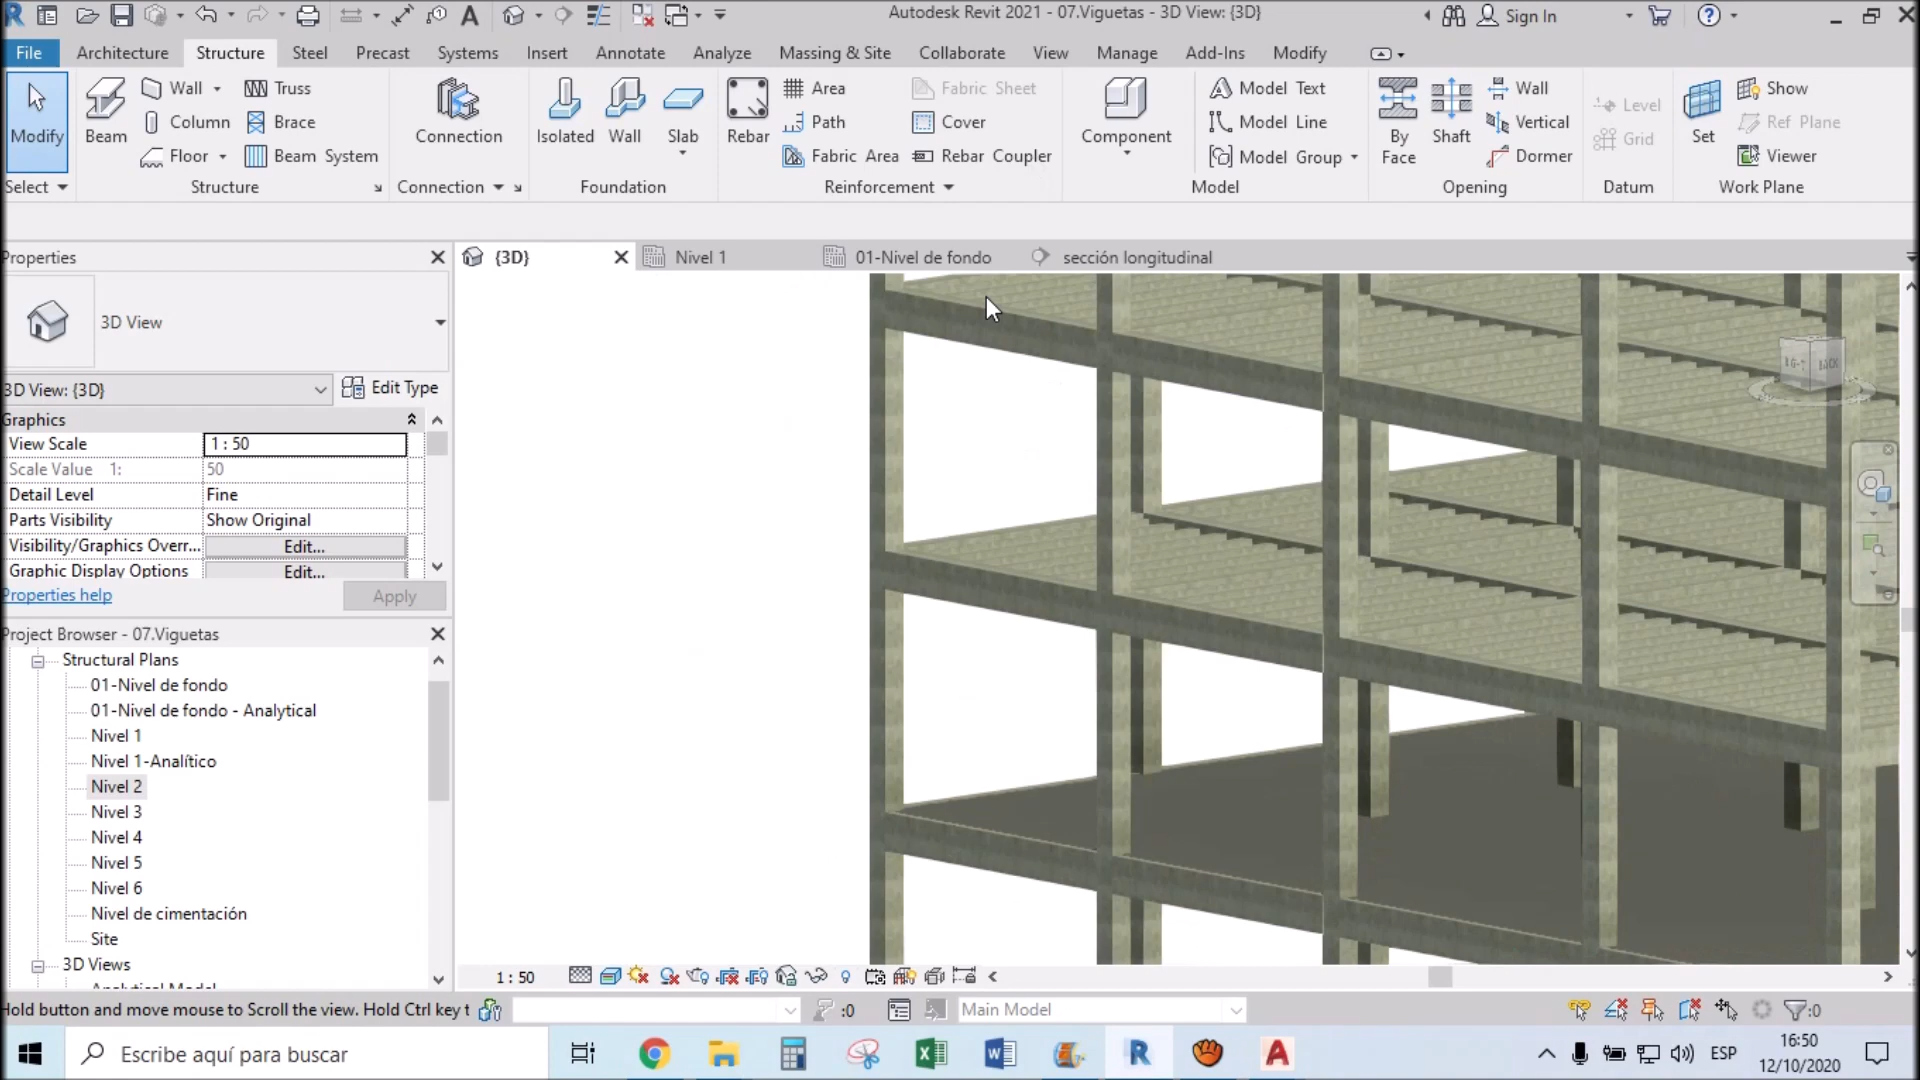 Autodesk Revit 2021 - 07.Viguetas - 3D View: {3D}
Sign In
File Architecture Structure Steel Precast Systems Insert Annotate Analyze Massing & Site Collaborate View Manage Add-Ins Modify
Modify
Select
Beam
Wall
Column
Floor
Truss
Brace
Beam System
Structure
Connection
Connection
Isolated
Wall
Slab
Foundation
Rebar
Area
Path
Fabric Area
Fabric Sheet
Cover
Rebar Coupler
Reinforcement
Component
Model Text
Model Line
Model Group
Model
By Face
Shaft
Wall
Vertical
Dormer
Opening
Level
Grid
Datum
Set
Show
Ref Plane
Viewer
Work Plane
Properties
3D View
3D View: {3D}
Edit Type
Graphics
View Scale 1 : 50
Scale Value 1: 50
Detail Level Fine
Parts Visibility Show Original
Visibility/Graphics Overr... Edit...
Graphic Display Options Edit...
Properties help
Apply
{3D}
Nivel 1
01-Nivel de fondo
sección longitudinal
BACK
Project Browser - 07.Viguetas
Structural Plans
01-Nivel de fondo
01-Nivel de fondo - Analytical
Nivel 1
Nivel 1-Analítico
Nivel 2
Nivel 3
Nivel 4
Nivel 5
Nivel 6
Nivel de cimentación
Site
3D Views
1 : 50
Hold button and move mouse to Scroll the view. Hold Ctrl key t
:0
Main Model
:0
Escribe aquí para buscar
ESP
16:50
12/10/2020